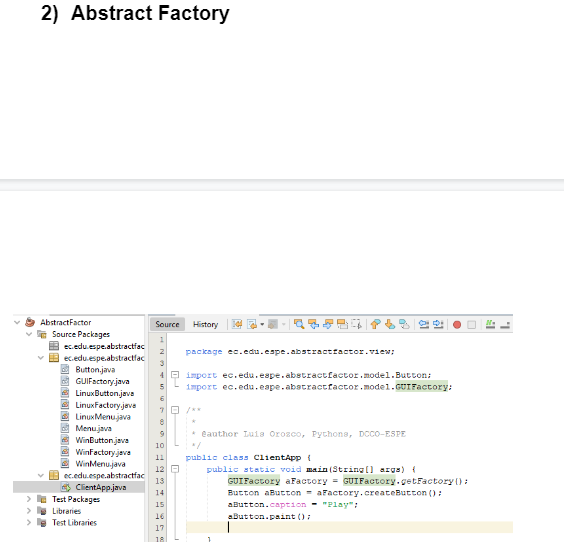 2) Abstract Factory
AbstractFactor
Source Packages
ec.edu.espe.abstractfac
ec.edu.espe.abstractfac
Button.java
GUIFactory.java
LinuxButton.java
LinuxFactory.java
LinuxMenu.java
Menu.java
WinButton.java
WinFactory.java
WinMenu.java
ec.edu.espe.abstractfac
ClientApp.java
Test Packages
Libraries
Test Libraries
Source History
1
2 package ec.edu.espe.abstractfactor.view;
3
4 import ec.edu.espe.abstractfactor.model.Button;
5 import ec.edu.espe.abstractfactor.model.GUIFactory;
6
7 /**
8 *
9 * @author Luis Orozco, Pythons, DCCO-ESPE
10 */
11 public class ClientApp {
12 public static void main(String[] args) {
13 GUIFactory aFactory = GUIFactory.getFactory();
14 Button aButton = aFactory.createButton();
15 aButton.caption = "Play";
16 aButton.paint();
17
18 }